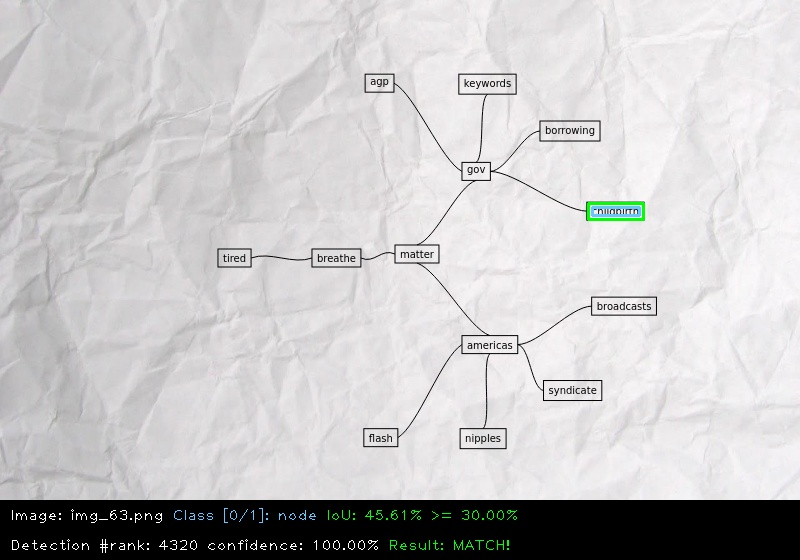 agp
keywords
borrowing
gov
childbirth
tired
breathe
matter
broadcasts
americas
syndicate
flash
nipples
Image: img_63.png Class [0/1]: node IoU: 45.61% >= 30.00%
Detection #rank: 4320 confidence: 100.00% Result: MATCH!